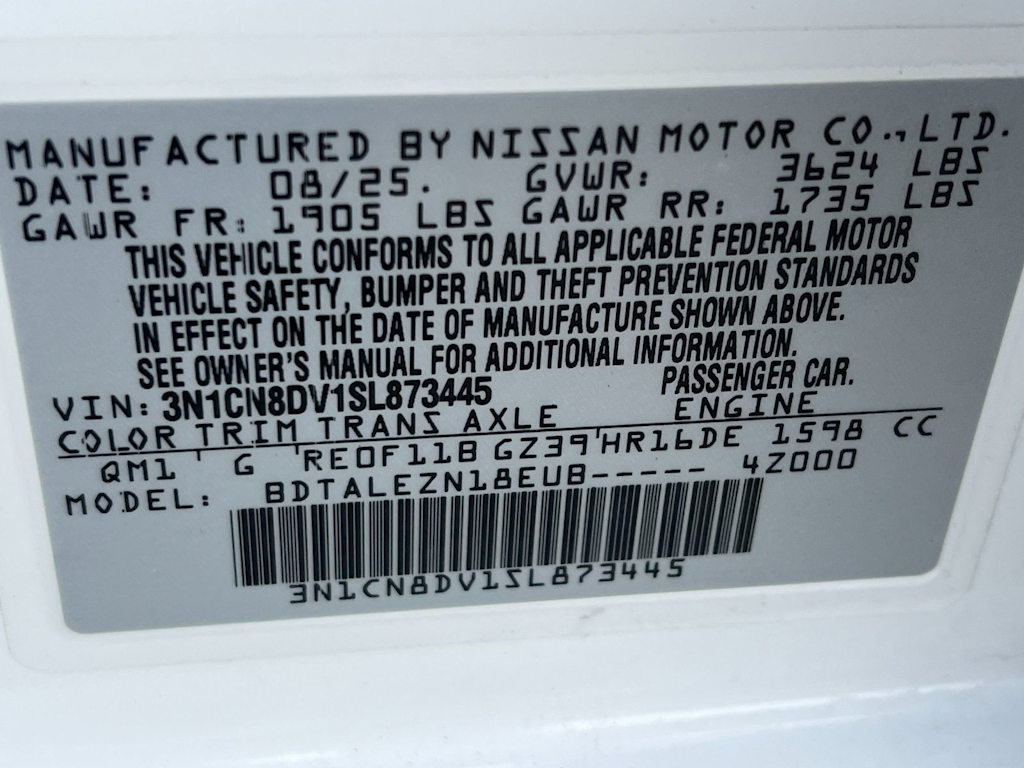 MANUFACTURED BY NISSAN MOTOR CO., LTD.
DATE: 08/25. GVWR: 3624 LBS
GAWR FR: 1905 LBS GAWR RR: 1735 LBS
THIS VEHICLE CONFORMS TO ALL APPLICABLE FEDERAL MOTOR
VEHICLE SAFETY, BUMPER AND THEFT PREVENTION STANDARDS
IN EFFECT ON THE DATE OF MANUFACTURE SHOWN ABOVE.
SEE OWNER'S MANUAL FOR ADDITIONAL INFORMATION.
VIN: 3N1CN8DV1SL873445 PASSENGER CAR.
COLOR TRIM TRANS AXLE ENGINE
QM1 ' G 'RE0F11B GZ39'HR16DE 1598 CC
MODEL: BDTALEZN18EUB----- 4Z000
3N1CN8DV1SL873445